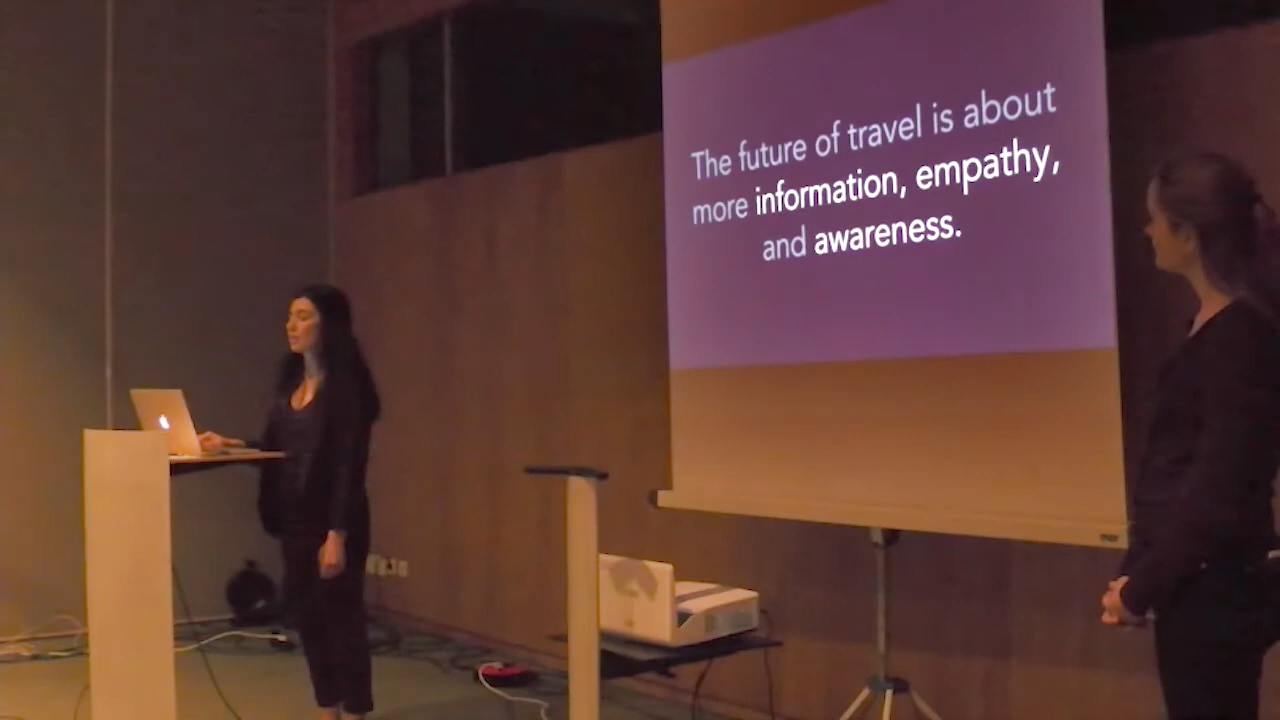 The future of travel is about
more information, empathy,
and awareness.